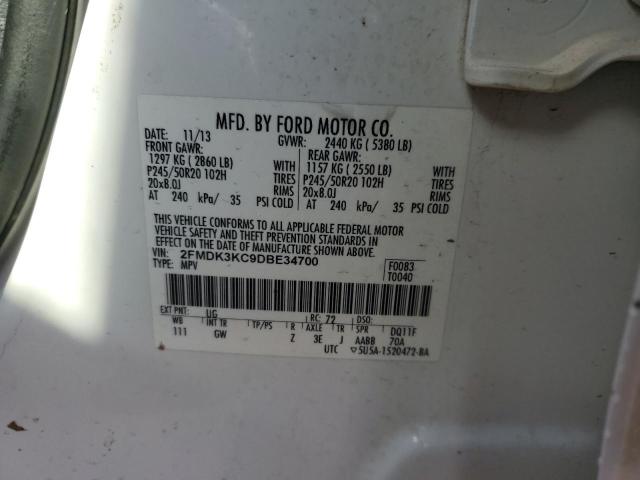 MFD. BY FORD MOTOR CO.
DATE: 11/13 GVWR: 2440 KG ( 5380 LB)
FRONT GAWR: REAR GAWR:
1297 KG ( 2860 LB) WITH 1157 KG ( 2550 LB) WITH
P245/50R20 102H TIRES P245/50R20 102H TIRES
20x8.0J RIMS 20x8.0J RIMS
AT 240 kPa/ 35 PSI COLD AT 240 kPa/ 35 PSI COLD
THIS VEHICLE CONFORMS TO ALL APPLICABLE FEDERAL MOTOR
VEHICLE SAFETY AND THEFT PREVENTION STANDARDS IN
EFFECT ON THE DATE OF MANUFACTURE SHOWN ABOVE.
VIN: 2FMDK3KC9DBE34700 F0083
TYPE: MPV T0040
EXT PNT: UG RC: 72 DSO:
WB INT TR TP/PS R AXLE TR SPR DQ11F
111 GW Z 3E J AABB 70A
UTC ▽5U5A-1520472-BA